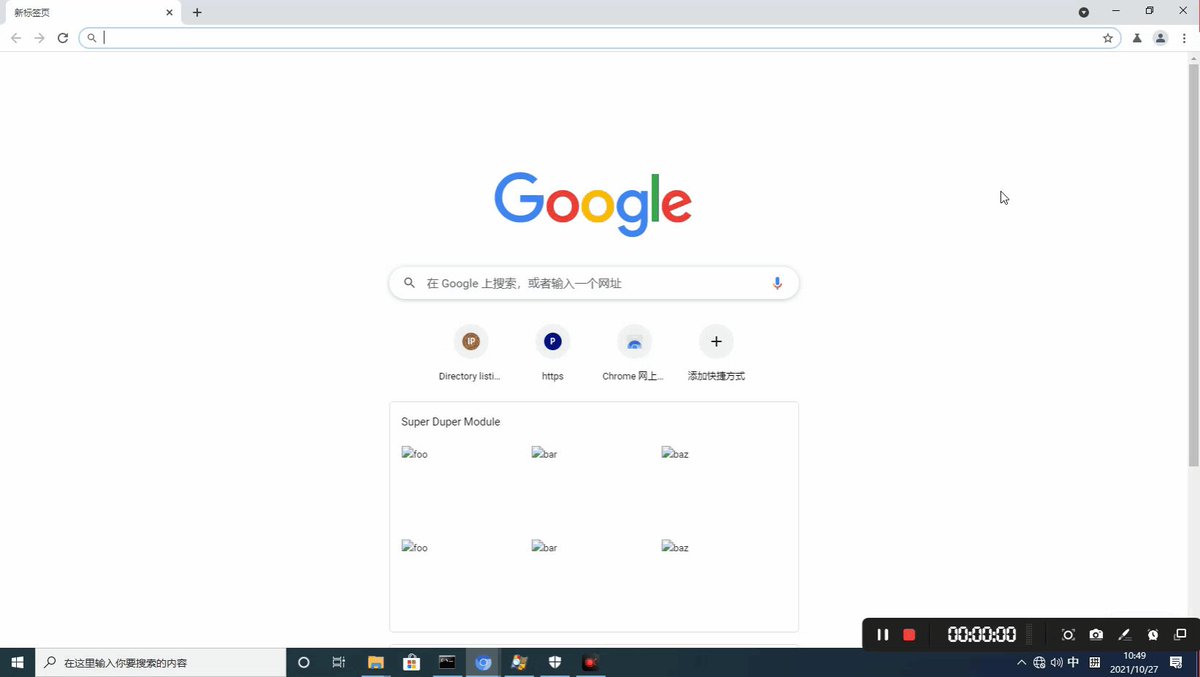 新标签页
Google
在 Google 上搜索，或者输入一个网址
IP
P
Directory listi...
https
Chrome 网上...
添加快捷方式
Super Duper Module
foo
bar
baz
foo
bar
baz
00:00:00
在这里输入你要搜索的内容
中
拼
10:49
2021/10/27